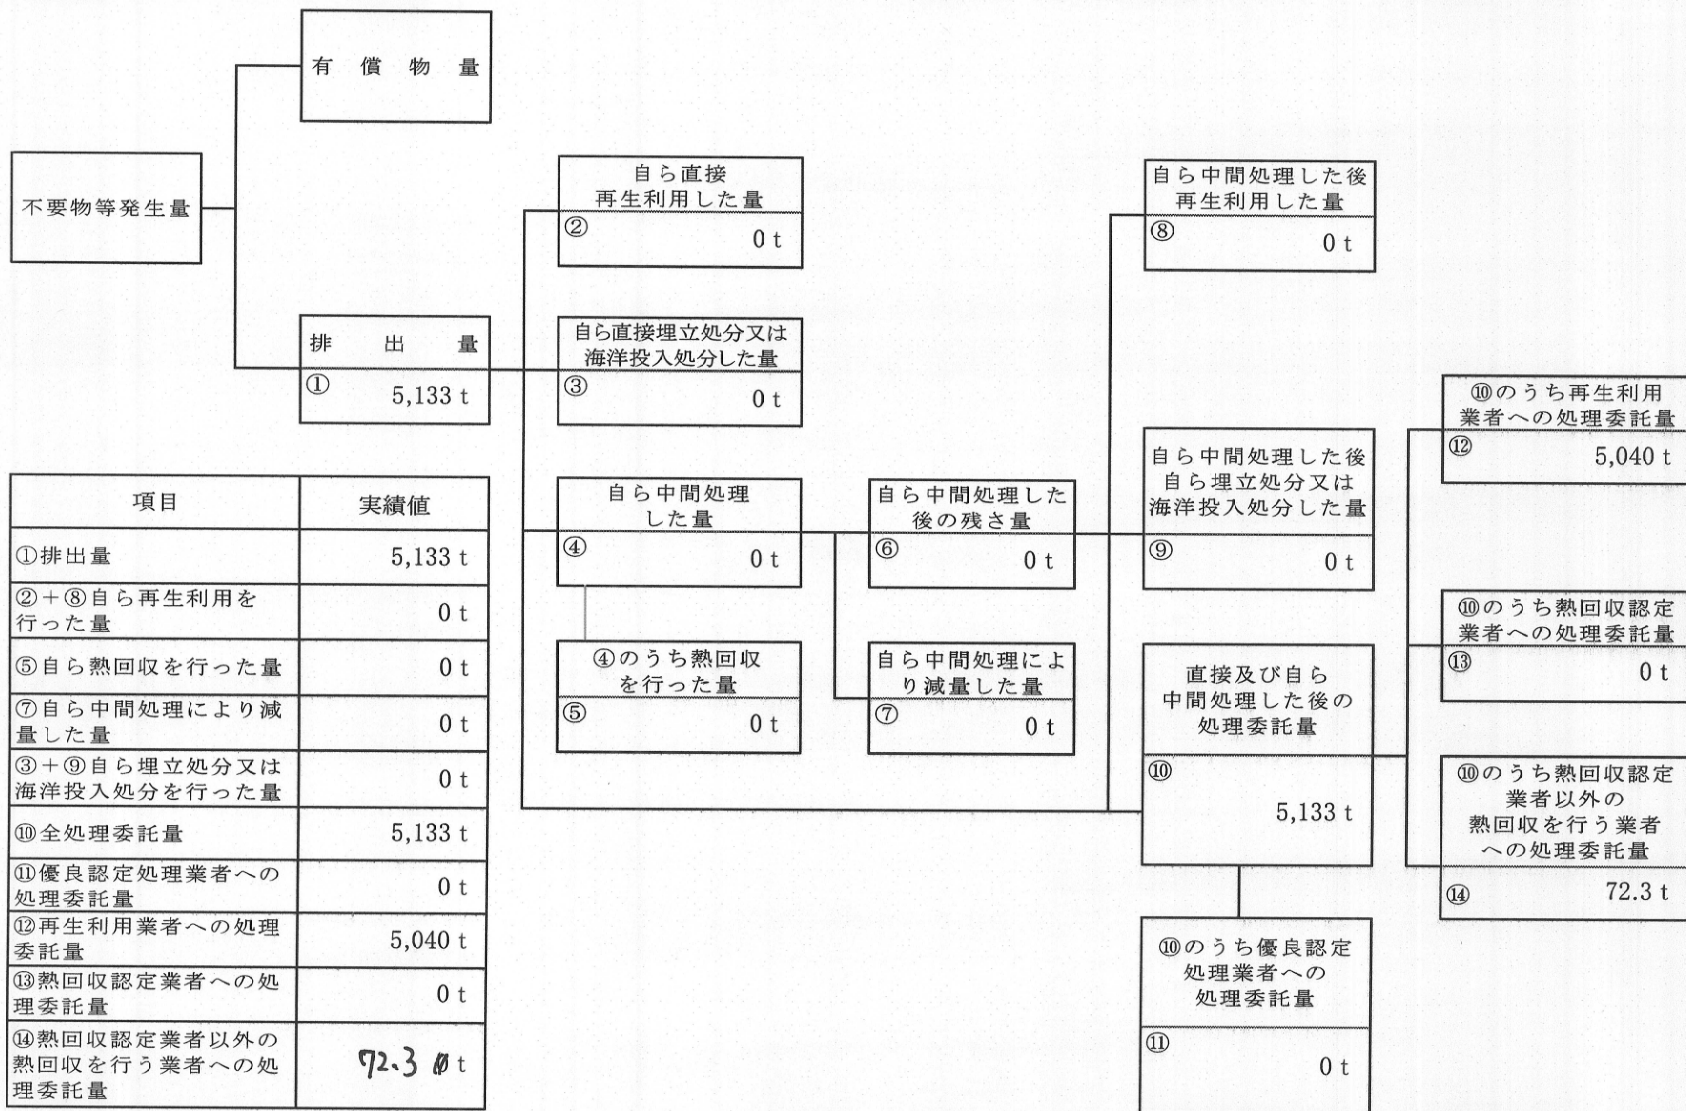 有償物量
不要物等発生量
排出量
① 5,133 t
自ら直接
再生利用した量
② 0 t
自ら直接埋立処分又は
海洋投入処分した量
③ 0 t
自ら中間処理
した量
④ 0 t
④のうち熱回収
を行った量
⑤ 0 t
自ら中間処理した
後の残さ量
⑥ 0 t
自ら中間処理によ
り減量した量
⑦ 0 t
自ら中間処理した後
再生利用した量
⑧ 0 t
自ら中間処理した後
自ら埋立処分又は
海洋投入処分した量
⑨ 0 t
直接及び自ら
中間処理した後の
処理委託量
⑩
5,133 t
⑩のうち優良認定
処理業者への
処理委託量
⑪
0 t
⑩のうち再生利用
業者への処理委託量
⑫ 5,040 t
⑩のうち熱回収認定
業者への処理委託量
⑬ 0 t
⑩のうち熱回収認定
業者以外の
熱回収を行う業者
への処理委託量
⑭ 72.3 t
項目 実績値
①排出量 5,133 t
②+⑧自ら再生利用を
行った量 0 t
⑤自ら熱回収を行った量 0 t
⑦自ら中間処理により減
量した量 0 t
③+⑨自ら埋立処分又は
海洋投入処分を行った量 0 t
⑩全処理委託量 5,133 t
⑪優良認定処理業者への
処理委託量 0 t
⑫再生利用業者への処理
委託量 5,040 t
⑬熱回収認定業者への処
理委託量 0 t
⑭熱回収認定業者以外の
熱回収を行う業者への処
理委託量 72.3 t